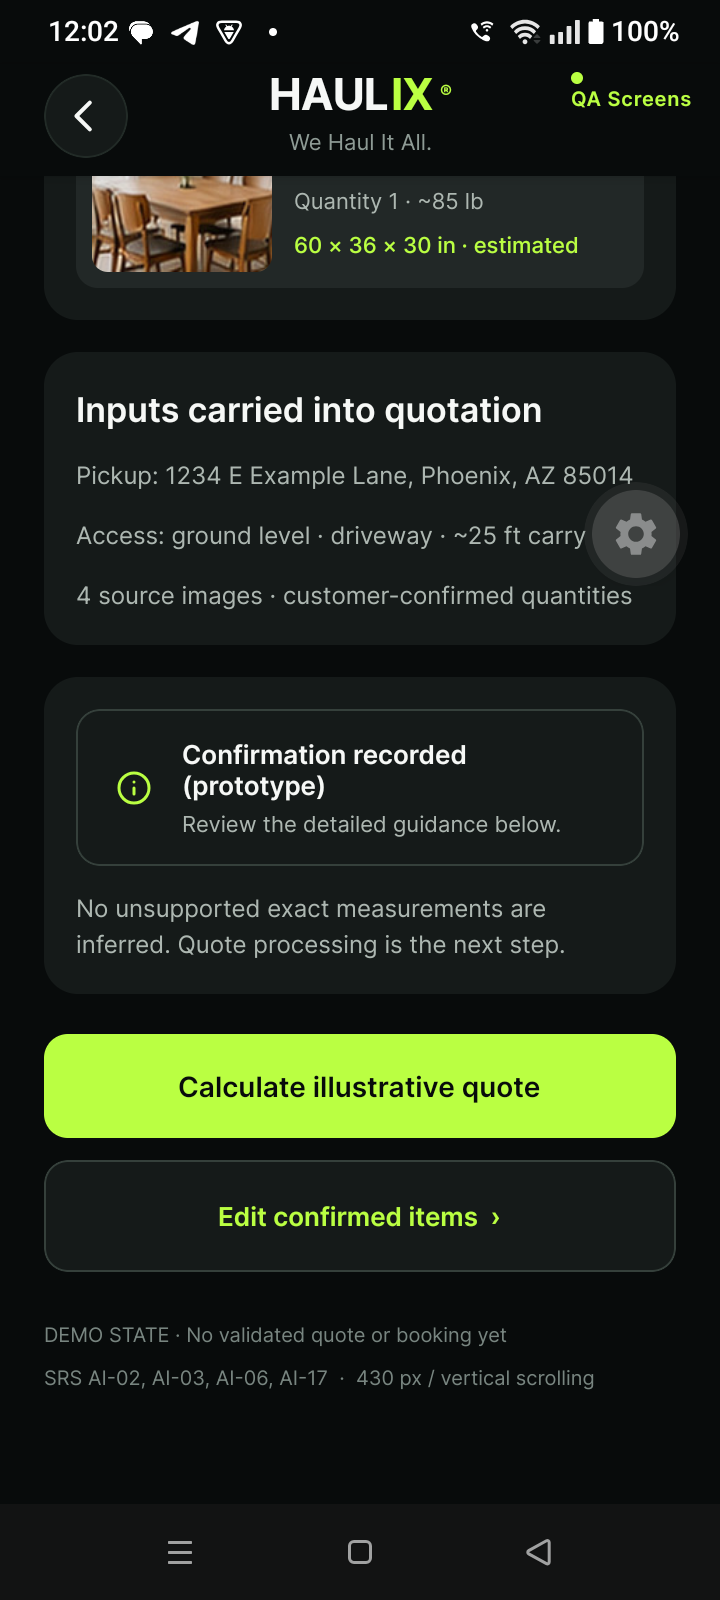 12:02
100%
HAULIX ®
QA Screens
We Haul It All.
Quantity 1 · ~85 lb
60 × 36 × 30 in · estimated
Inputs carried into quotation
Pickup: 1234 E Example Lane, Phoenix, AZ 85014
Access: ground level · driveway · ~25 ft carry
4 source images · customer-confirmed quantities
Confirmation recorded
(prototype)
Review the detailed guidance below.
No unsupported exact measurements are
inferred. Quote processing is the next step.
Calculate illustrative quote
Edit confirmed items ›
DEMO STATE · No validated quote or booking yet
SRS AI-02, AI-03, AI-06, AI-17 · 430 px / vertical scrolling